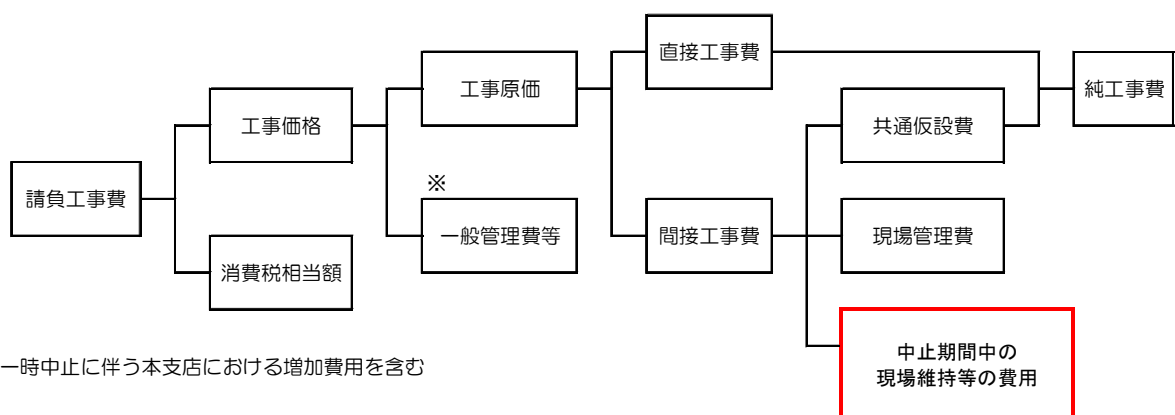 直接工事費
純工事費
工事原価
工事価格
共通仮設費
※
請負工事費
一般管理費等
間接工事費
現場管理費
消費税相当額
中止期間中の
現場維持等の費用
一時中止に伴う本支店における増加費用を含む